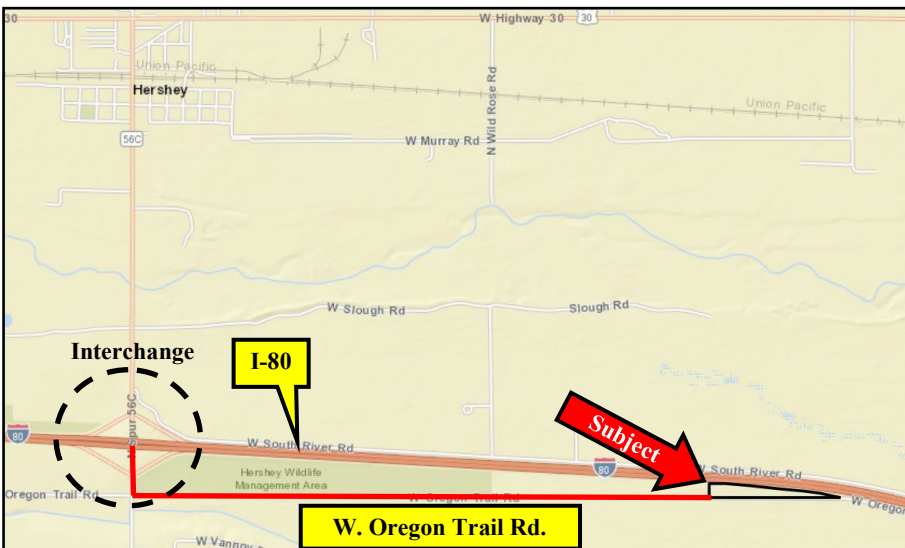 30
W Highway 30
30
Union Pacific
Hershey
Union Pacific
56C
W Murray Rd
N Wild Rose Rd
W Slough Rd
Slough Rd
Interchange
I-80
Spur 56C
80
W South River Rd
Subject
80
W South River Rd
Hershey Wildlife
Management Area
Oregon Trail Rd
W Oregon Trail Rd
W Oregon
W. Oregon Trail Rd.
W Vannoy